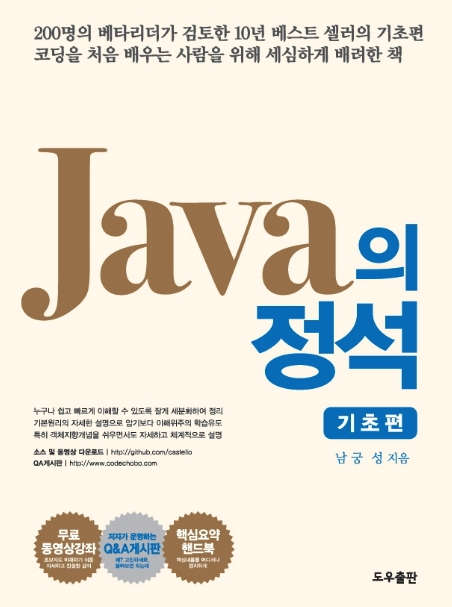 200명의 베타리더가 검토한 10년 베스트 셀러의 기초편
코딩을 처음 배우는 사람을 위해 세심하게 배려한 책
Java의
정석
기초편
남궁 성 지음
누구나 쉽고 빠르게 이해할 수 있도록 잘게 세분화하여 정리
기본원리의 자세한 설명으로 암기보다 이해위주의 학습유도
특히 객체지향개념을 쉬우면서도 자세하고 체계적으로 설명
소스 및 동영상 다운로드 | http://github.com/castello
QA게시판 | http://www.codechobo.com
무료
동영상강좌
저자가 운영하는
Q&A게시판
핵심요약
핸드북
도우출판